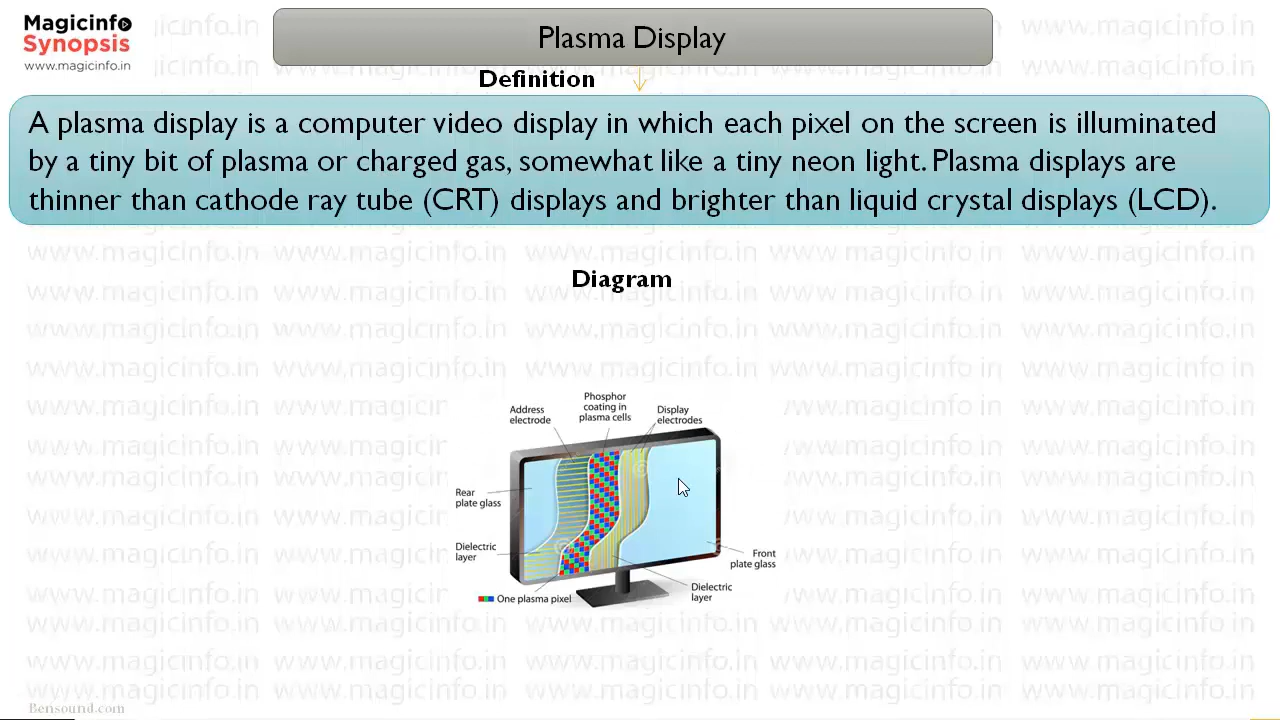 Magicinfo
Synopsis
www.magicinfo.in
Plasma Display
Definition
A plasma display is a computer video display in which each pixel on the screen is illuminated
by a tiny bit of plasma or charged gas, somewhat like a tiny neon light. Plasma displays are
thinner than cathode ray tube (CRT) displays and brighter than liquid crystal displays (LCD).
Diagram
Address
electrode
Phosphor
coating in
plasma cells
Display
electrodes
Rear
plate glass
Dielectric
layer
Front
plate glass
Dielectric
layer
One plasma pixel
Bensound.com